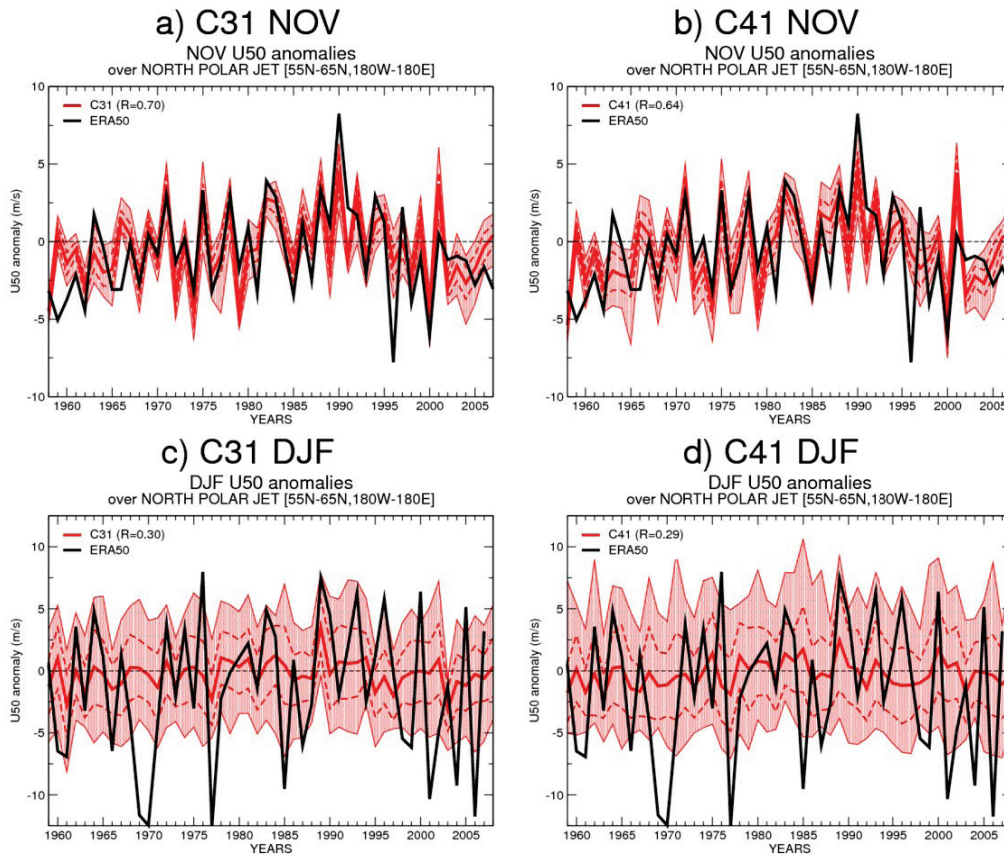 a) C31 NOV
NOV U50 anomalies
over NORTH POLAR JET [55N-65N,180W-180E]
C31 (R=0.70)
ERA50
U50 anomaly (m/s)
10
5
0
-5
-10
1960 1965 1970 1975 1980 1985 1990 1995 2000 2005
YEARS
b) C41 NOV
NOV U50 anomalies
over NORTH POLAR JET [55N-65N,180W-180E]
C41 (R=0.64)
ERA50
U50 anomaly (m/s)
10
5
0
-5
-10
1960 1965 1970 1975 1980 1985 1990 1995 2000 2005
YEARS
c) C31 DJF
DJF U50 anomalies
over NORTH POLAR JET [55N-65N,180W-180E]
C31 (R=0.30)
ERA50
U50 anomaly (m/s)
10
5
0
-5
-10
1960 1965 1970 1975 1980 1985 1990 1995 2000 2005
YEARS
d) C41 DJF
DJF U50 anomalies
over NORTH POLAR JET [55N-65N,180W-180E]
C41 (R=0.29)
ERA50
U50 anomaly (m/s)
10
5
0
-5
-10
1960 1965 1970 1975 1980 1985 1990 1995 2000 2005
YEARS